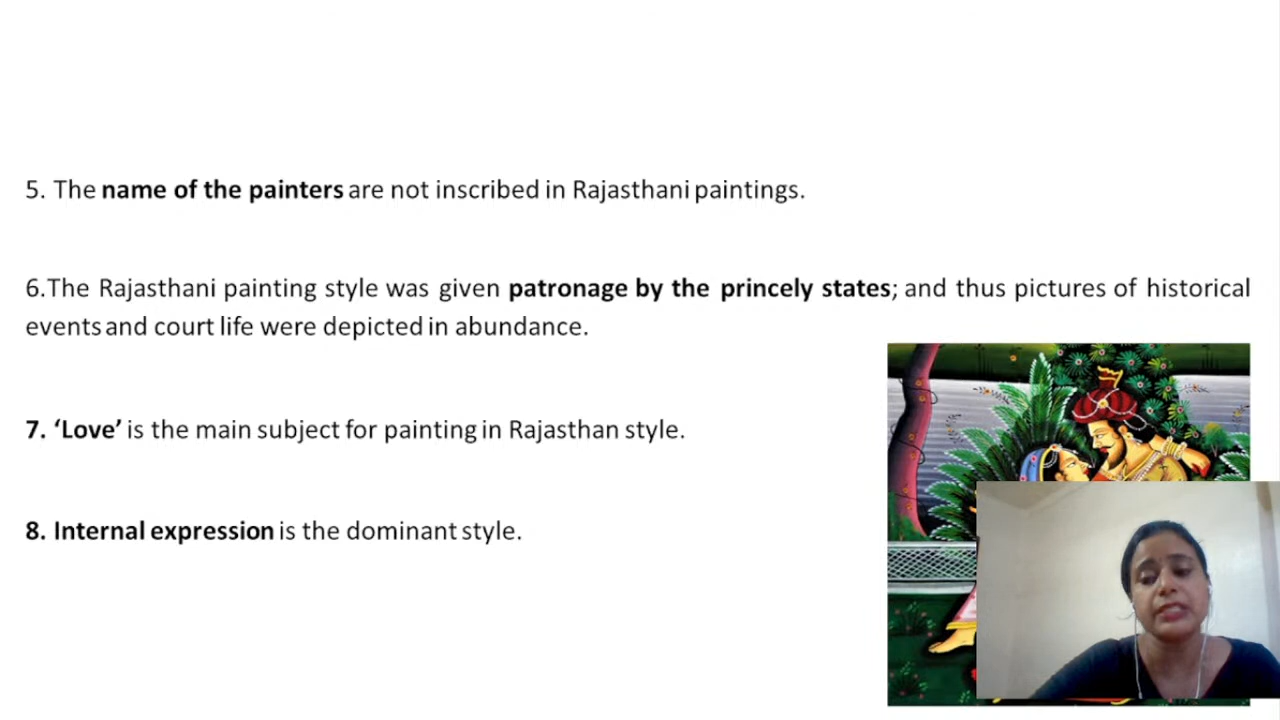 5. The name of the painters are not inscribed in Rajasthani paintings.
6.The Rajasthani painting style was given patronage by the princely states; and thus pictures of historical
events and court life were depicted in abundance.
7. ‘Love’ is the main subject for painting in Rajasthan style.
8. Internal expression is the dominant style.